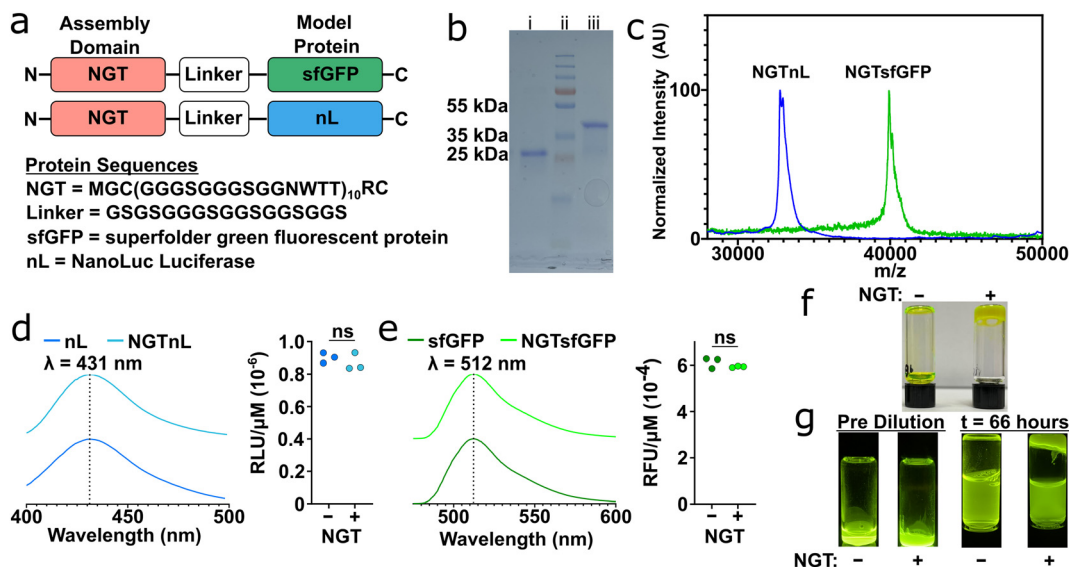 a
Assembly
Domain
Model
Protein
N
NGT
Linker
sfGFP
C
N
NGT
Linker
nL
C
Protein Sequences
NGT = MGC(GGGSGGGSGGNWTT)10RC
Linker = GSGSGGGSGGSGGSGGS
sfGFP = superfolder green fluorescent protein
nL = NanoLuc Luciferase
b
i ii iii
55 kDa
35 kDa
25 kDa
c
Normalized Intensity (AU)
100
0
NGTnL
NGTsfGFP
30000 40000 50000
m/z
d
nL NGTnL
λ = 431 nm
400 450 500
Wavelength (nm)
ns
RLU/µM (10-6)
1.0
0.8
0.6
0.4
0.2
0
− +
NGT
e
sfGFP NGTsfGFP
λ = 512 nm
500 550 600
Wavelength (nm)
ns
RFU/µM (10-4)
6
4
2
0
− +
NGT
f
NGT: − +
g
Pre Dilution t = 66 hours
NGT: − + − +